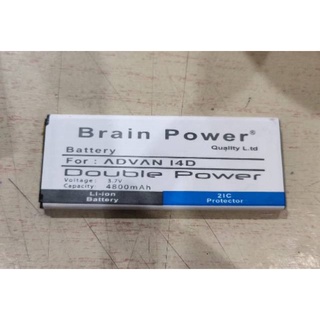 Brain Power®
Quality L.td
Battery
For : ADVAN I4D
Double Power
Voltage : 3.7V
Capacity : 4800mAh
Li-ion
Battery
2IC
Protector